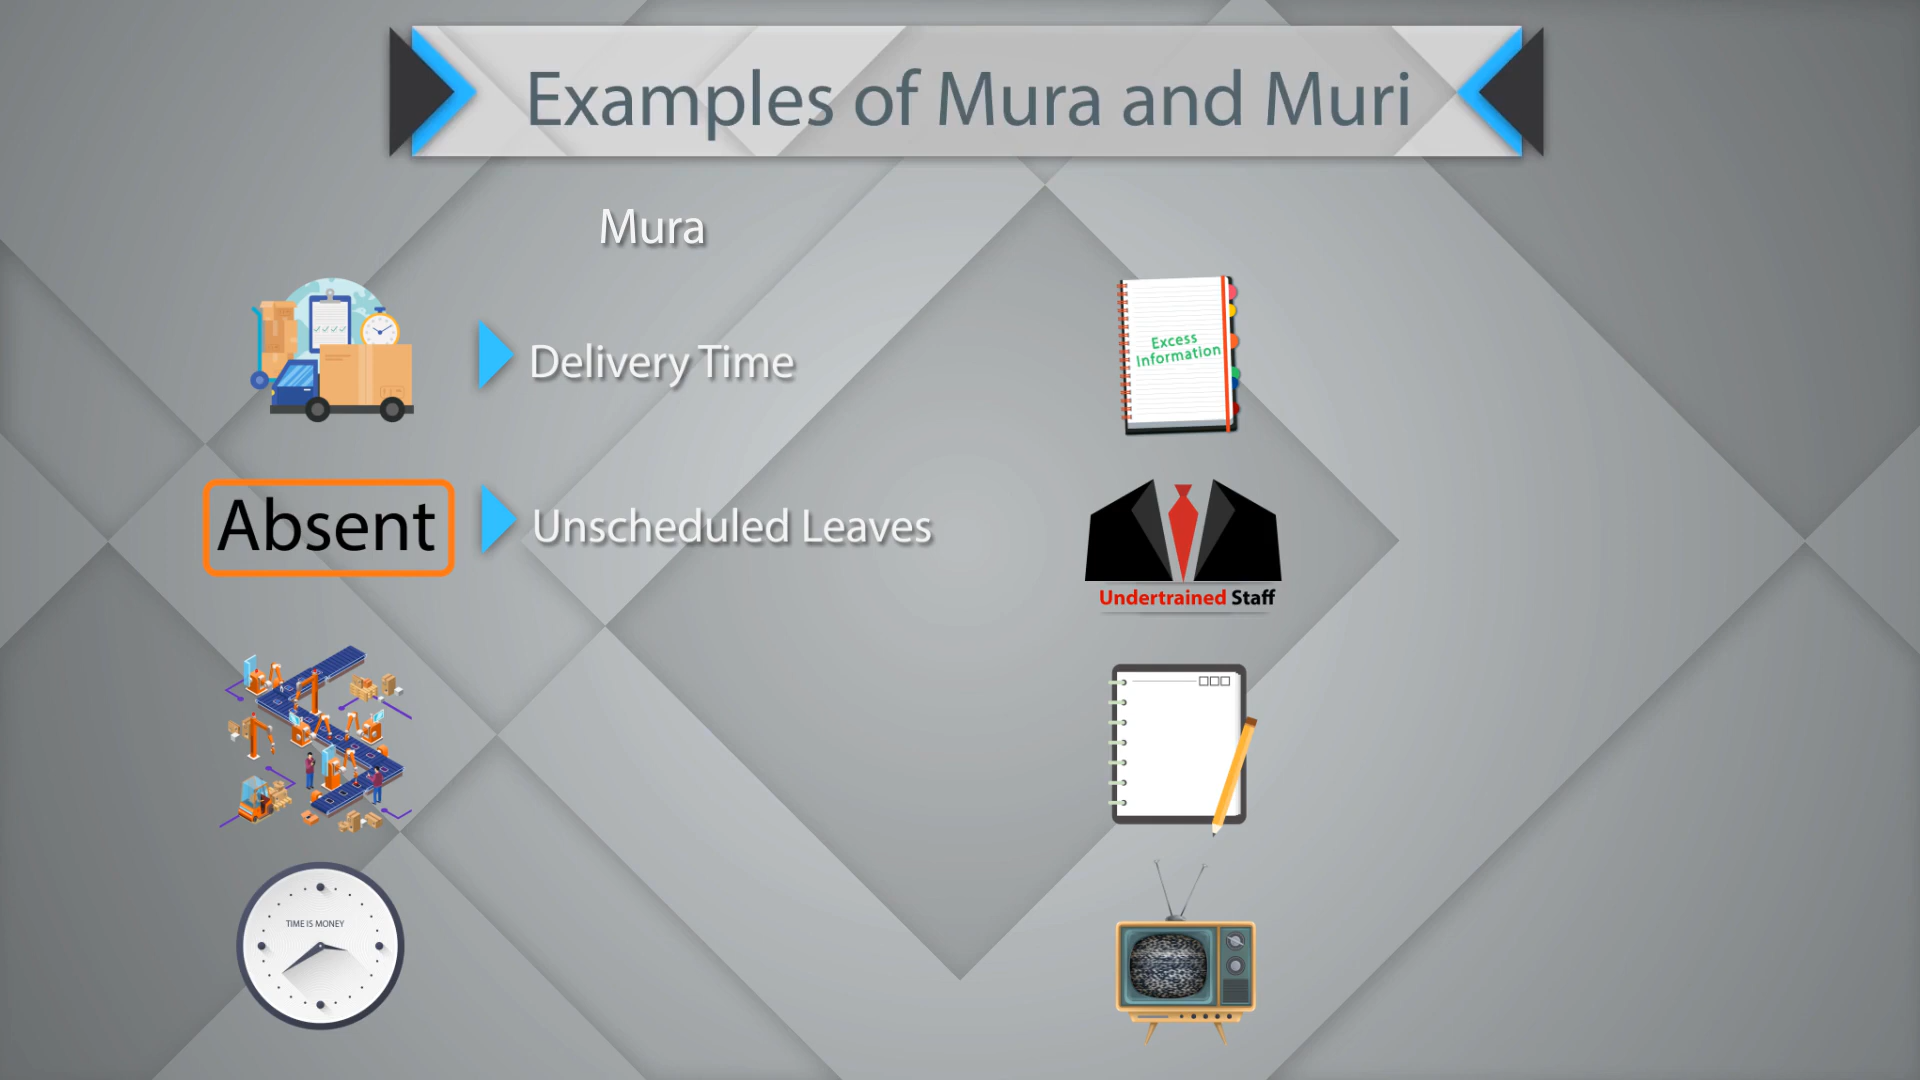 Examples of Mura and Muri
Mura
Delivery Time
Excess
Information
Absent
Unscheduled Leaves
Undertrained Staff
TIME IS MONEY